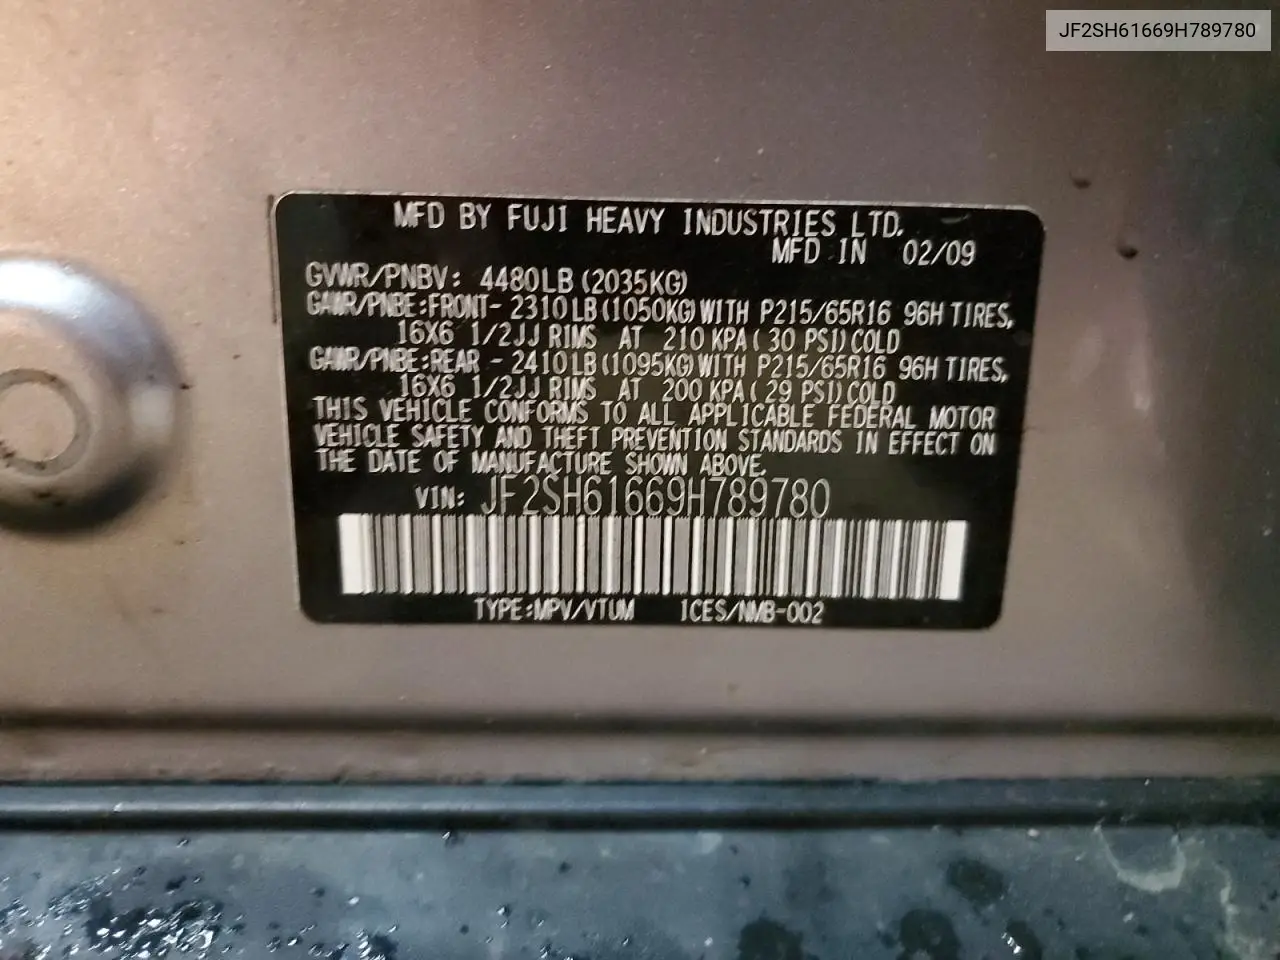 JF2SH61669H789780
MFD BY FUJI HEAVY INDUSTRIES LTD.
MFD IN 02/09
GVWR/PNBV: 4480LB (2035KG)
GAWR/PNBE:FRONT- 2310LB (1050KG) WITH P215/65R16 96H TIRES,
16X6 1/2JJ RIMS AT 210 KPA ( 30 PSI) COLD
GAWR/PNBE:REAR - 2410LB (1095KG) WITH P215/65R16 96H TIRES,
16X6 1/2JJ RIMS AT 200 KPA ( 29 PSI) COLD
THIS VEHICLE CONFORMS TO ALL APPLICABLE FEDERAL MOTOR
VEHICLE SAFETY AND THEFT PREVENTION STANDARDS IN EFFECT ON
THE DATE OF MANUFACTURE SHOWN ABOVE.
VIN: JF2SH61669H789780
TYPE:MPV/VTUM ICES/NMB-002